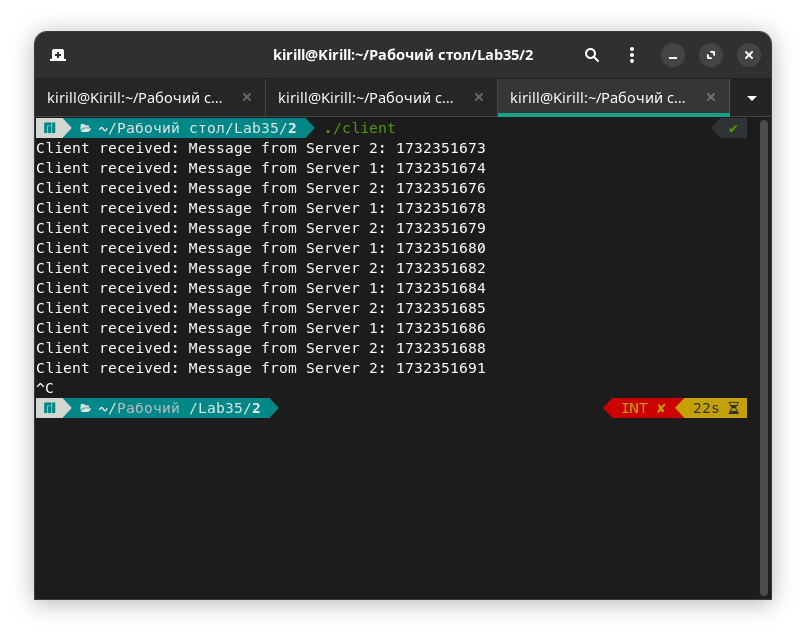 kirill@Kirill:~/Рабочий стол/Lab35/2
kirill@Kirill:~/Рабочий с... kirill@Kirill:~/Рабочий с... kirill@Kirill:~/Рабочий с...
~/Рабочий стол/Lab35/2 ./client ✔
Client received: Message from Server 2: 1732351673
Client received: Message from Server 1: 1732351674
Client received: Message from Server 2: 1732351676
Client received: Message from Server 1: 1732351678
Client received: Message from Server 2: 1732351679
Client received: Message from Server 1: 1732351680
Client received: Message from Server 2: 1732351682
Client received: Message from Server 1: 1732351684
Client received: Message from Server 2: 1732351685
Client received: Message from Server 1: 1732351686
Client received: Message from Server 2: 1732351688
Client received: Message from Server 2: 1732351691
^C
~/Рабочий /Lab35/2 INT ✘ 22s